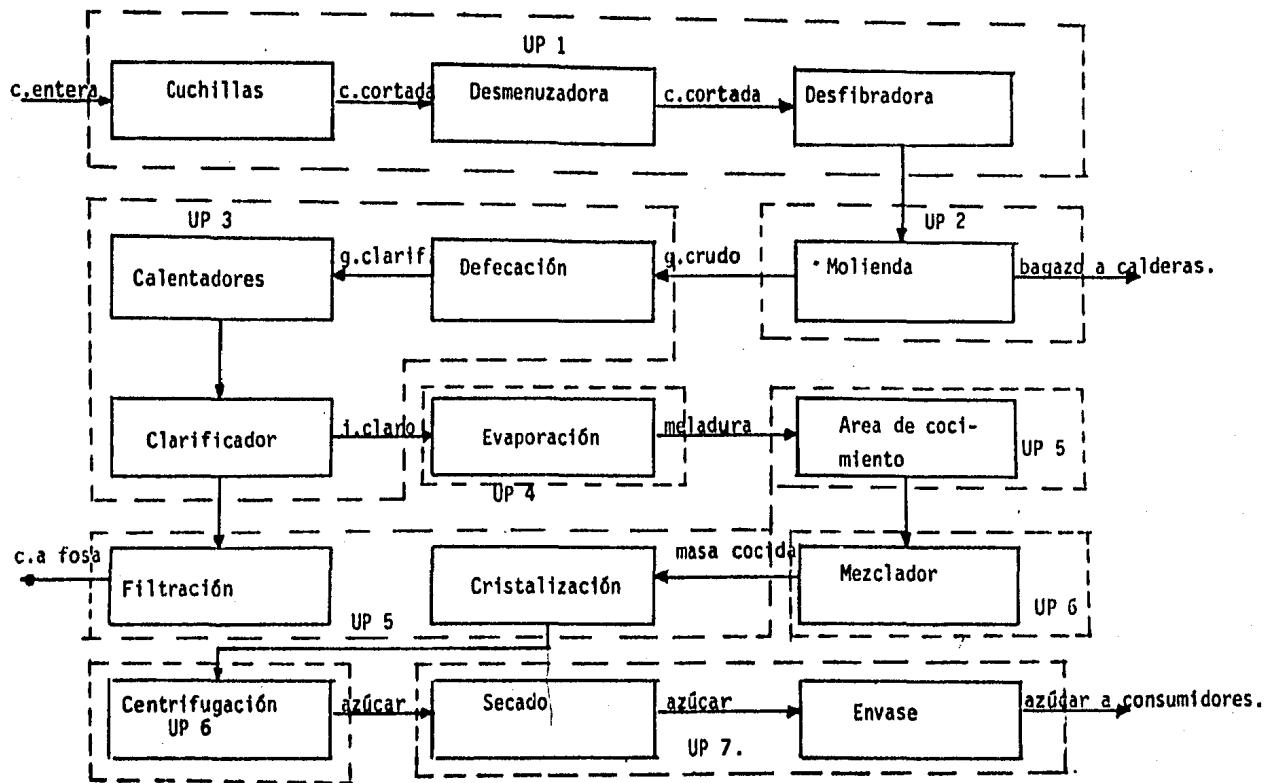 UP 1
c.entera
Cuchillas
c.cortada
Desmenuzadora
c.cortada
Desfibradora
UP 3
UP 2
Calentadores
g.clarif.
Defecación
g.crudo
Molienda
bagazo a calderas.
Clarificador
j.claro
Evaporación
meladura
Area de coci-
miento
UP 5
UP 4
c.a fosa
Filtración
UP 5
Cristalización
masa cocida
Mezclador
UP 6
Centrifugación
UP 6
azúcar
Secado
azúcar
Envase
azúcar a consumidores.
UP 7.